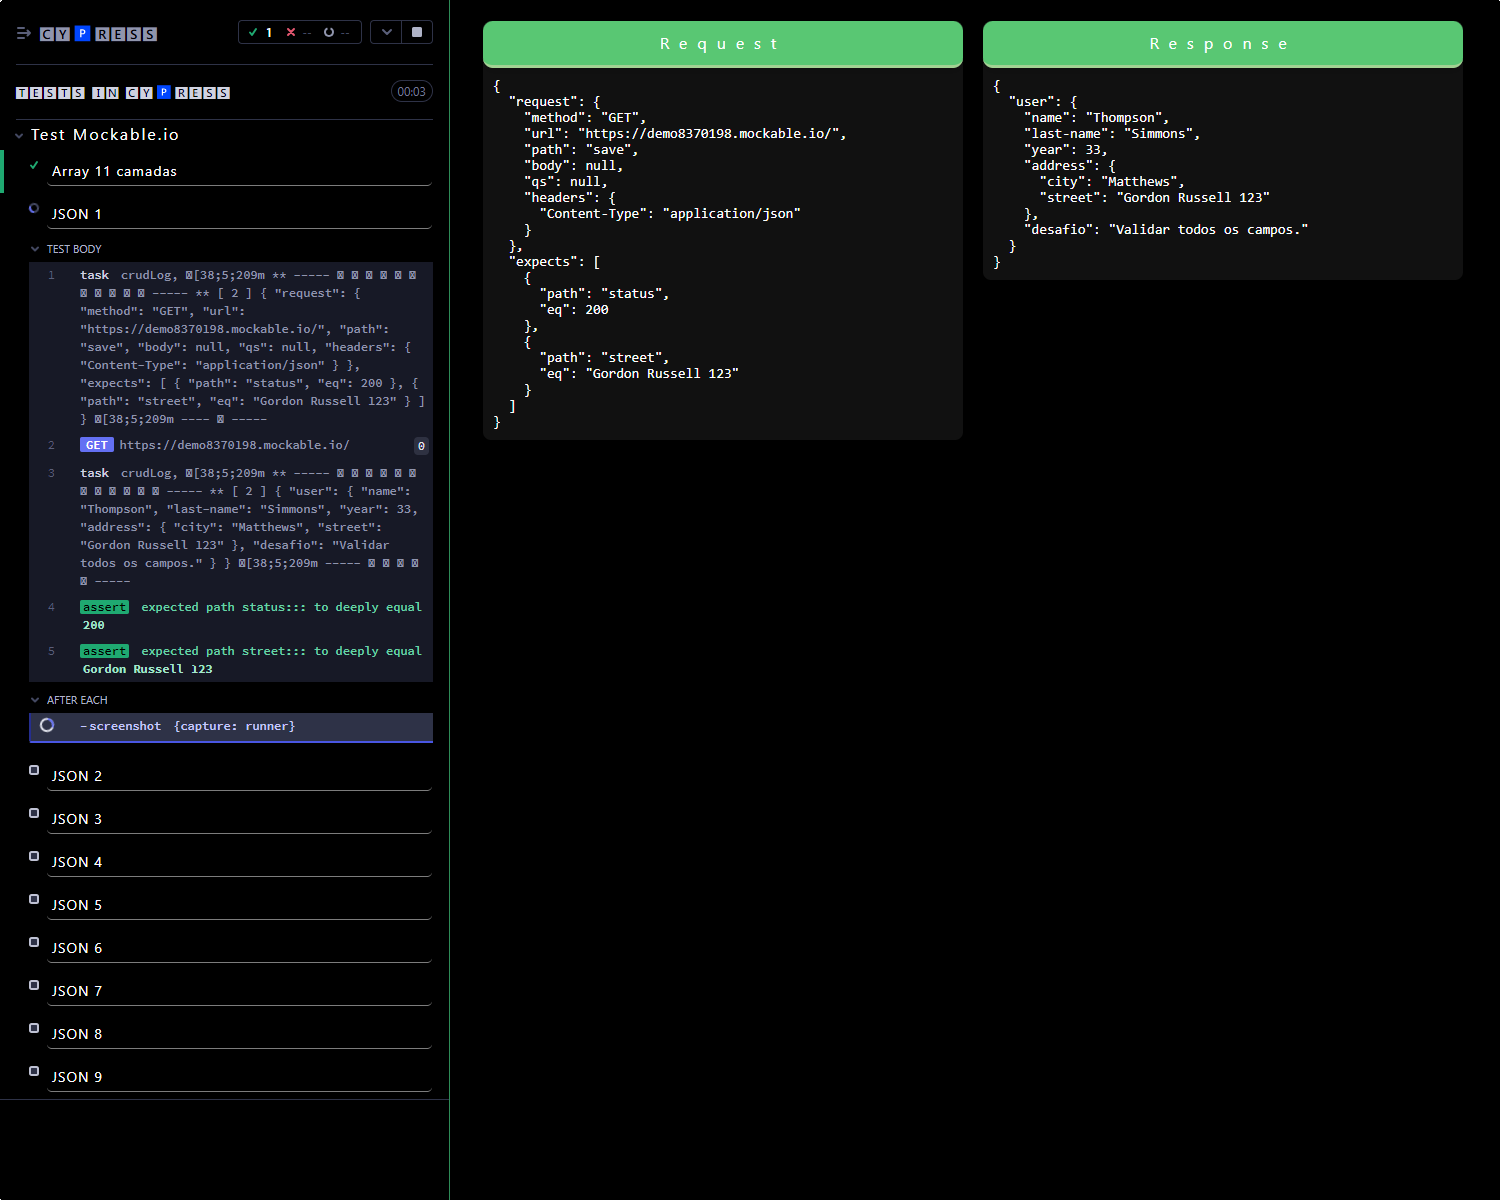 CYPRESS
1 -- --
TESTS IN CYPRESS
00:03
Test Mockable.io
Array 11 camadas
JSON 1
TEST BODY
1 task crudLog, [38;5;209m ** -----
----- ** [ 2 ] { "request": {
"method": "GET", "url":
"https://demo8370198.mockable.io/", "path":
"save", "body": null, "qs": null, "headers": {
"Content-Type": "application/json" } },
"expects": [ { "path": "status", "eq": 200 }, {
"path": "street", "eq": "Gordon Russell 123" } ]
} [38;5;209m ---- -----
2 GET https://demo8370198.mockable.io/ 0
3 task crudLog, [38;5;209m ** -----
----- ** [ 2 ] { "user": { "name":
"Thompson", "last-name": "Simmons", "year": 33,
"address": { "city": "Matthews", "street":
"Gordon Russell 123" }, "desafio": "Validar
todos os campos." } } [38;5;209m -----
-----
4 assert expected path status::: to deeply equal
200
5 assert expected path street::: to deeply equal
Gordon Russell 123
AFTER EACH
-screenshot {capture: runner}
JSON 2
JSON 3
JSON 4
JSON 5
JSON 6
JSON 7
JSON 8
JSON 9
Request
{
"request": {
"method": "GET",
"url": "https://demo8370198.mockable.io/",
"path": "save",
"body": null,
"qs": null,
"headers": {
"Content-Type": "application/json"
}
},
"expects": [
{
"path": "status",
"eq": 200
},
{
"path": "street",
"eq": "Gordon Russell 123"
}
]
}
Response
{
"user": {
"name": "Thompson",
"last-name": "Simmons",
"year": 33,
"address": {
"city": "Matthews",
"street": "Gordon Russell 123"
},
"desafio": "Validar todos os campos."
}
}